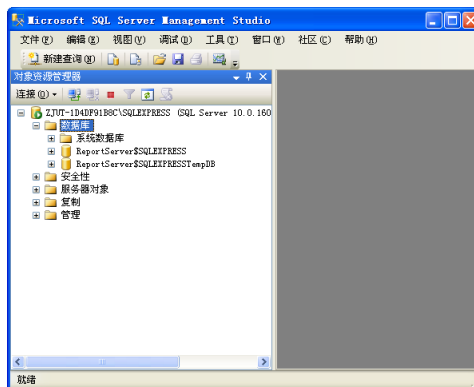 Microsoft SQL Server Management Studio
文件(F) 编辑(E) 视图(V) 调试(D) 工具(T) 窗口(W) 社区(C) 帮助(H)
新建查询(N)
对象资源管理器
连接(O)
ZJUT-1D4DF91B8C\SQLEXPRESS (SQL Server 10.0.160
数据库
系统数据库
ReportServer$SQLEXPRESS
ReportServer$SQLEXPRESSTempDB
安全性
服务器对象
复制
管理
就绪